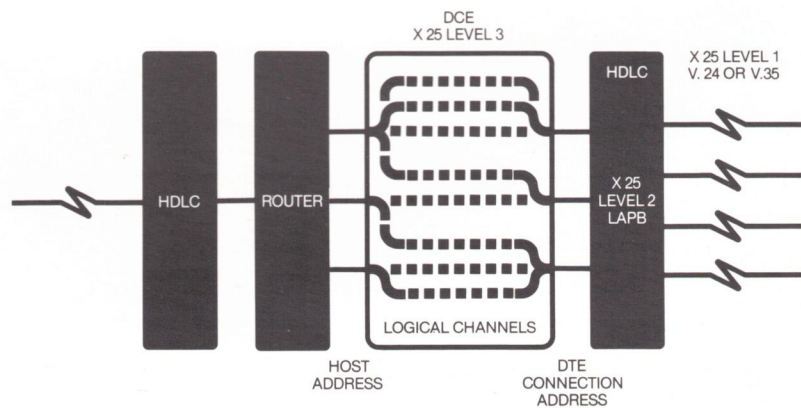 DCE
X 25 LEVEL 3
X 25 LEVEL 1
V. 24 OR V.35
HDLC
HDLC
ROUTER
X 25
LEVEL 2
LAPB
LOGICAL CHANNELS
HOST
ADDRESS
DTE
CONNECTION
ADDRESS